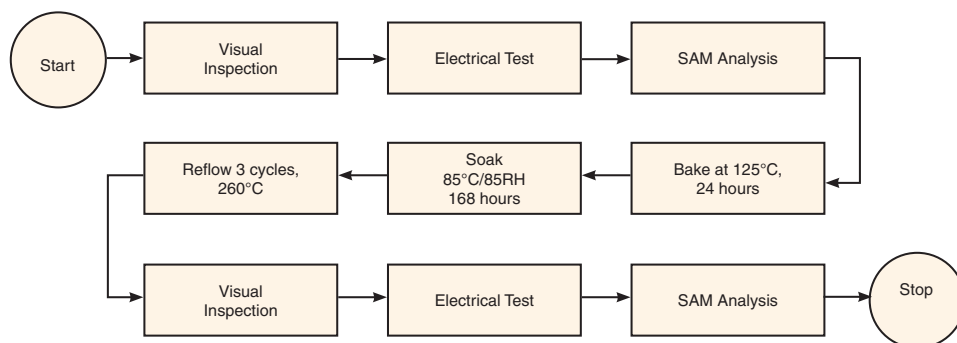 Start
Visual
Inspection
Electrical Test
SAM Analysis
Bake at 125°C,
24 hours
Soak
85°C/85RH
168 hours
Reflow 3 cycles,
260°C
Visual
Inspection
Electrical Test
SAM Analysis
Stop